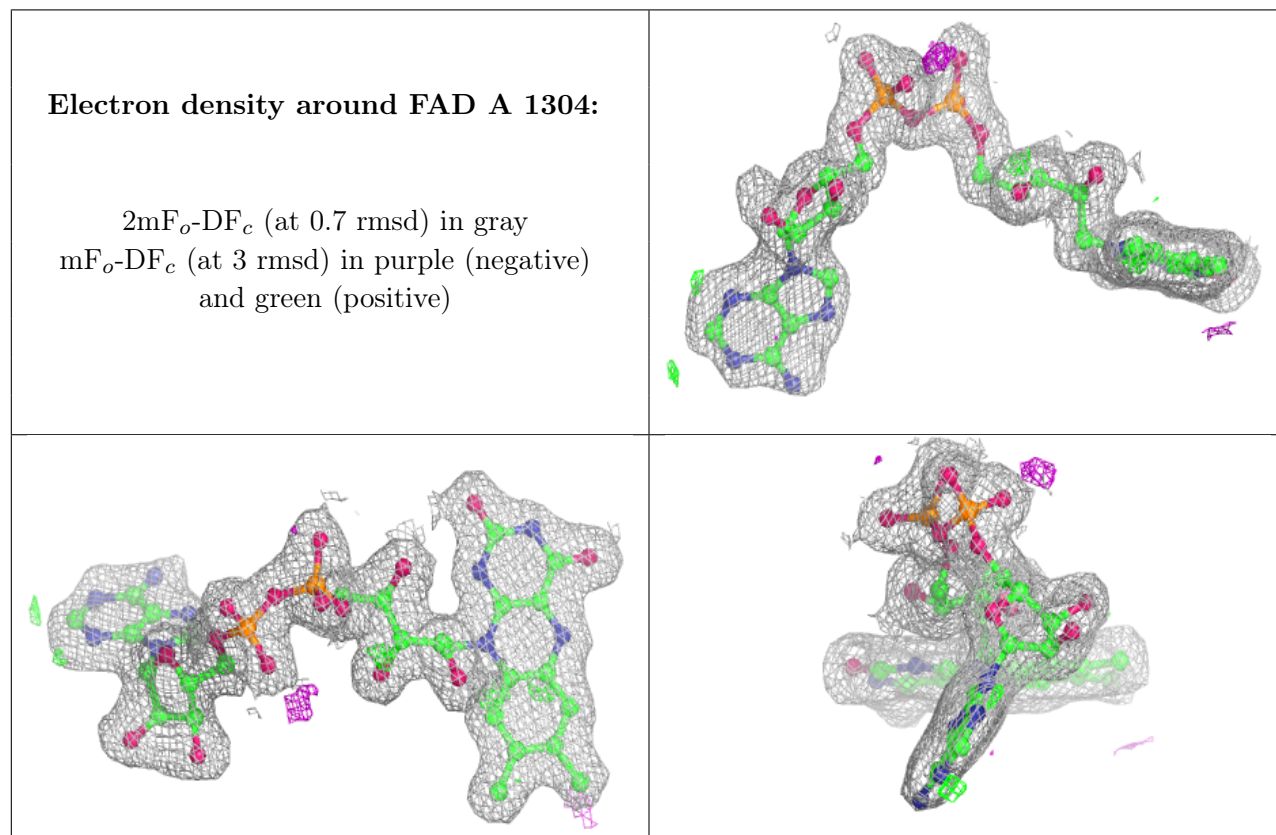 Electron density around FAD A 1304:
2mFo-DFc (at 0.7 rmsd) in gray
mFo-DFc (at 3 rmsd) in purple (negative)
and green (positive)